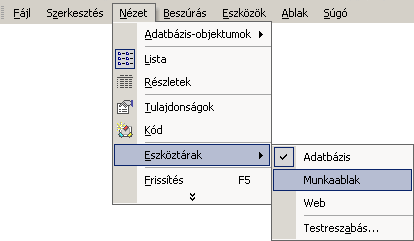 Fájl Szerkesztés Nézet Beszúrás Eszközök Ablak Súgó
Adatbázis-objektumok
Lista
Részletek
Tulajdonságok
Kód
Eszköztárak
Frissítés F5
Adatbázis
Munkaablak
Web
Testreszabás...